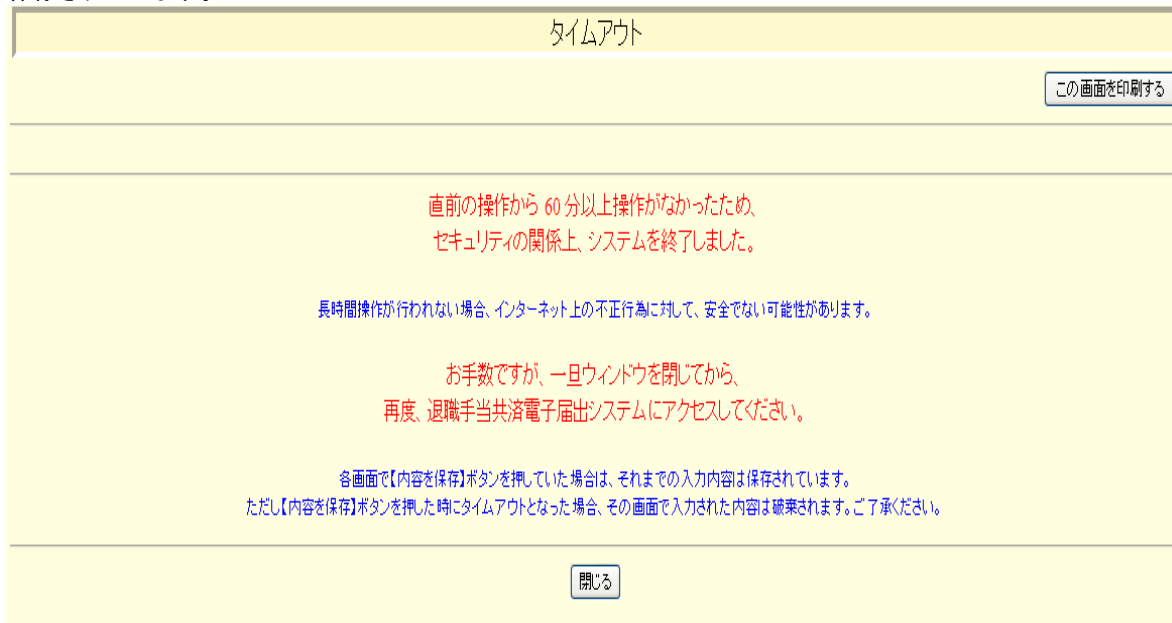 タイムアウト
この画面を印刷する
直前の操作から 60 分以上操作がなかったため、
セキュリティの関係上、システムを終了しました。
長時間操作が行われない場合、インターネット上の不正行為に対して、安全でない可能性があります。
お手数ですが、一旦ウィンドウを閉じてから、
再度、退職手当共済電子届出システムにアクセスしてください。
各画面で【内容を保存】ボタンを押していた場合は、それまでの入力内容は保存されています。
ただし【内容を保存】ボタンを押した時にタイムアウトとなった場合、その画面で入力された内容は破棄されます。ご了承ください。
閉じる